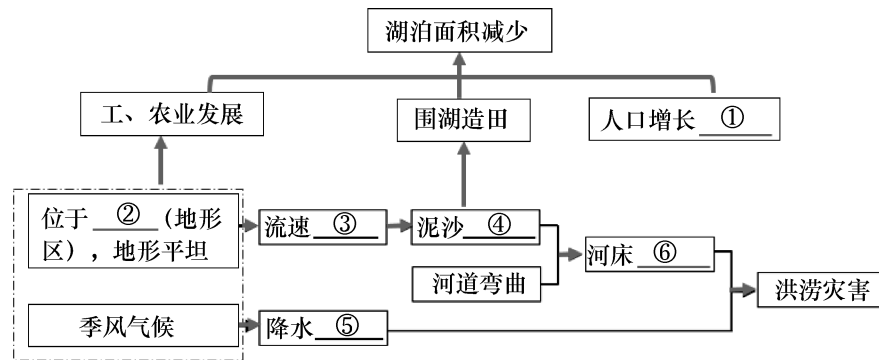 湖泊面积减少
工、农业发展
围湖造田
人口增长 ①
位于 ② (地形
区），地形平坦
流速 ③
泥沙 ④
河道弯曲
河床 ⑥
洪涝灾害
季风气候
降水 ⑤